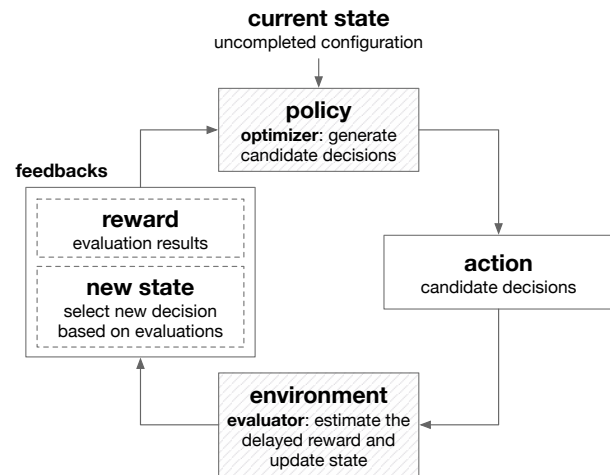 current state
uncompleted configuration
policy
optimizer: generate
candidate decisions
feedbacks
reward
evaluation results
new state
select new decision
based on evaluations
action
candidate decisions
environment
evaluator: estimate the
delayed reward and
update state